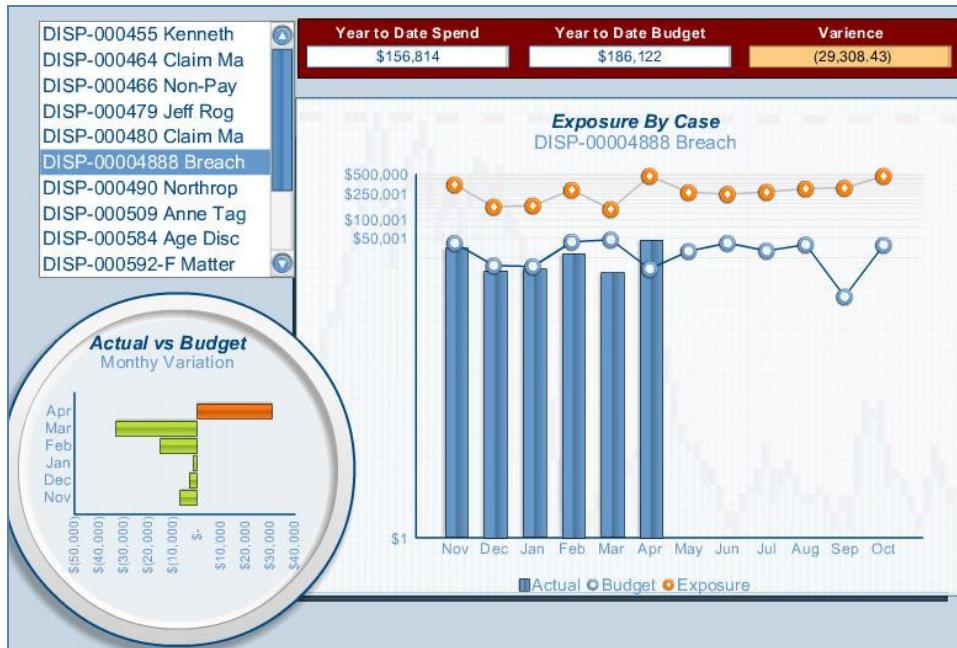 DISP-000455 Kenneth
DISP-000464 Claim Ma
DISP-000466 Non-Pay
DISP-000479 Jeff Rog
DISP-000480 Claim Ma
DISP-00004888 Breach
DISP-000490 Northrop
DISP-000509 Anne Tag
DISP-000584 Age Disc
DISP-000592-F Matter
Year to Date Spend
$156,814
Year to Date Budget
$186,122
Varience
(29,308.43)
Exposure By Case
DISP-00004888 Breach
$500,000
$250,001
$100,001
$50,001
$1
Nov Dec Jan Feb Mar Apr May Jun Jul Aug Sep Oct
Actual Budget Exposure
Actual vs Budget
Monthy Variation
Apr
Mar
Feb
Jan
Dec
Nov
$(50,000)
$(40,000)
$(30,000)
$(20,000)
$(10,000)
$-
$10,000
$20,000
$30,000
$40,000